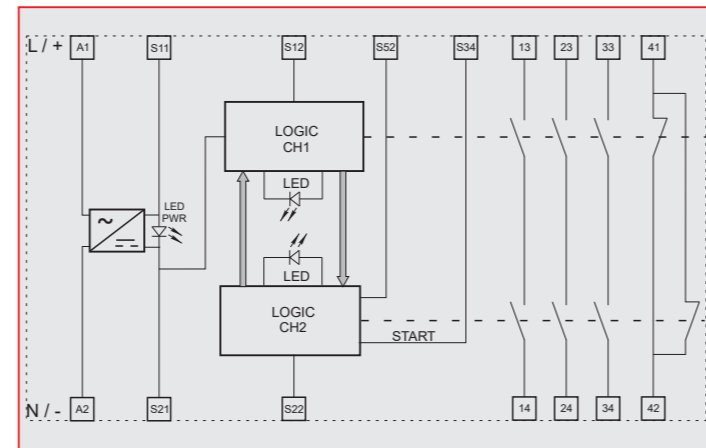 L / + A1 S11 S12 S52 S34 13 23 33 41
LOGIC
CH1
LED
LED
PWR
~
LED
LOGIC
CH2
START
N / - A2 S21 S22 14 24 34 42